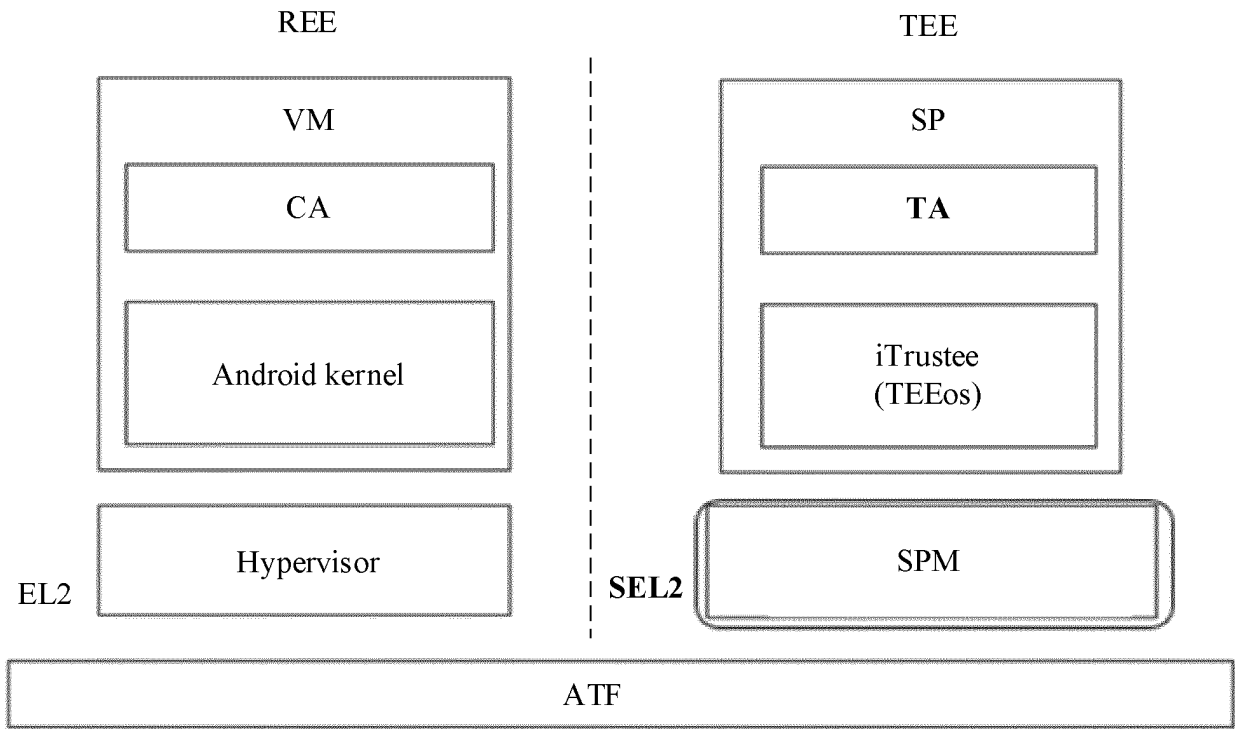 REE
TEE
VM
SP
CA
TA
Android kernel
iTrustee
(TEEos)
Hypervisor
SPM
EL2
SEL2
ATF